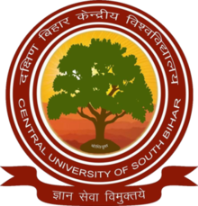 दक्षिण बिहार केन्द्रीय विश्वविद्यालय
CENTRAL UNIVERSITY OF SOUTH BIHAR
ज्ञान सेवा विमुक्तये